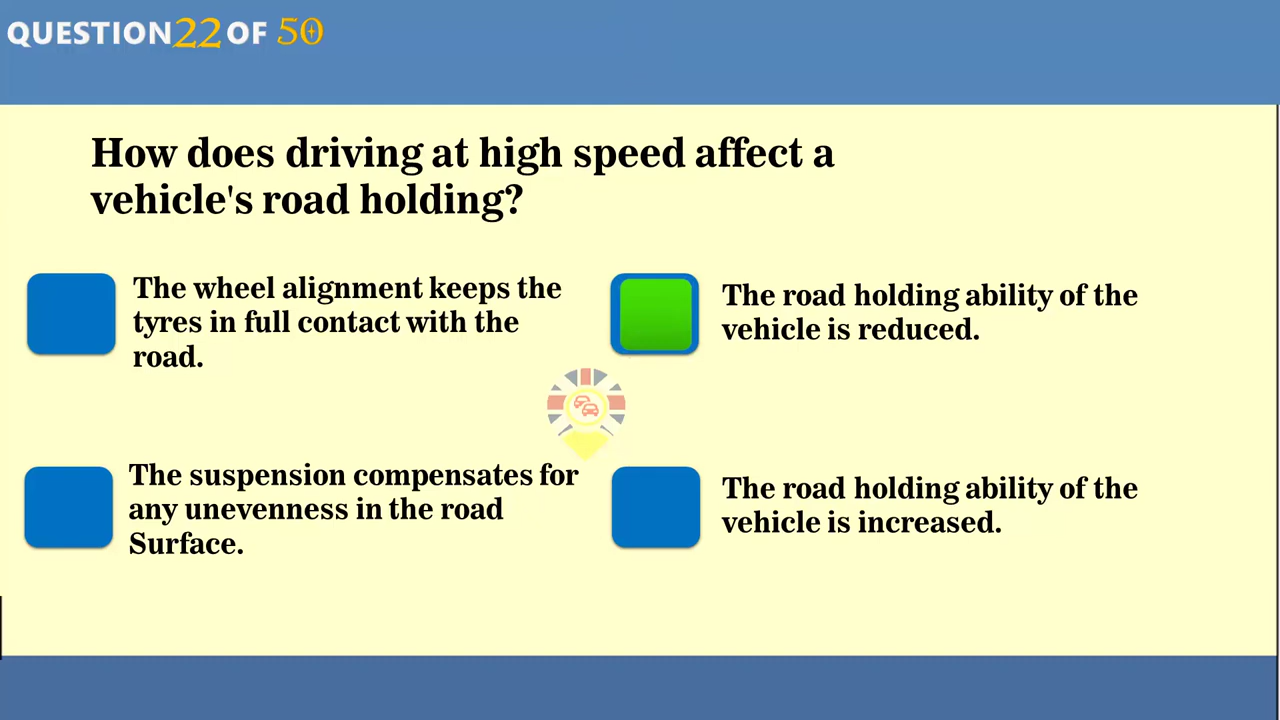 QUESTION 22 OF 50
How does driving at high speed affect a
vehicle's road holding?
The wheel alignment keeps the
tyres in full contact with the
road.
The road holding ability of the
vehicle is reduced.
The suspension compensates for
any unevenness in the road
Surface.
The road holding ability of the
vehicle is increased.